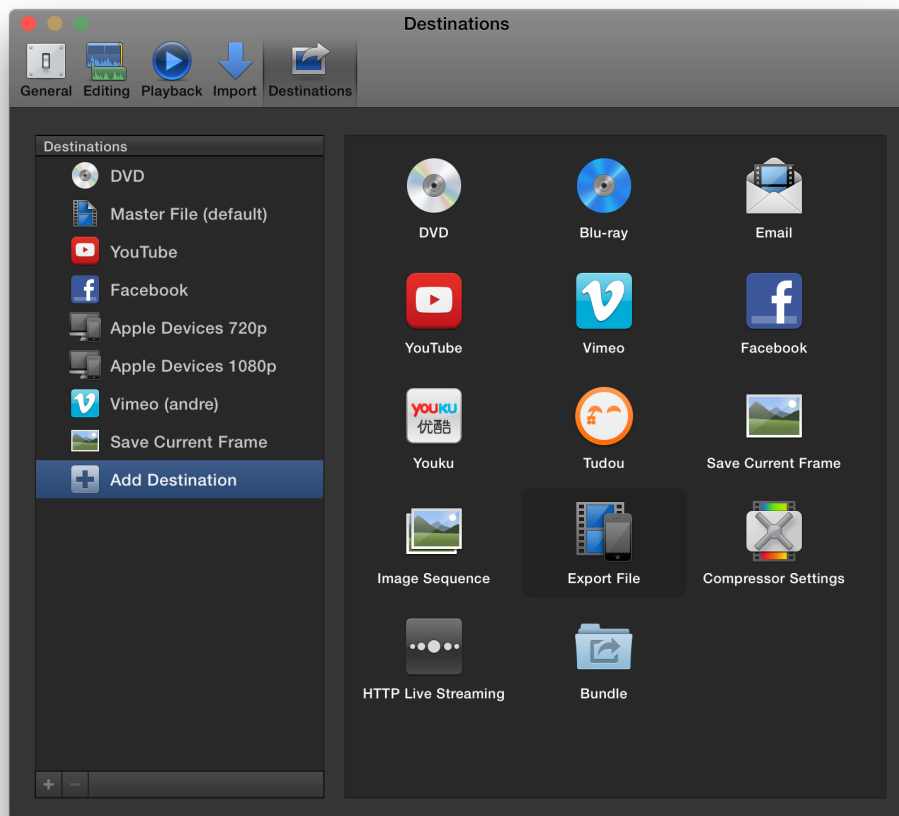 Destinations
General Editing Playback Import Destinations
Destinations
DVD
Master File (default)
YouTube
Facebook
Apple Devices 720p
Apple Devices 1080p
Vimeo (andre)
Save Current Frame
Add Destination
DVD Blu-ray Email
YouTube Vimeo Facebook
YOUKU
优酷
Youku Tudou Save Current Frame
Image Sequence Export File Compressor Settings
HTTP Live Streaming Bundle